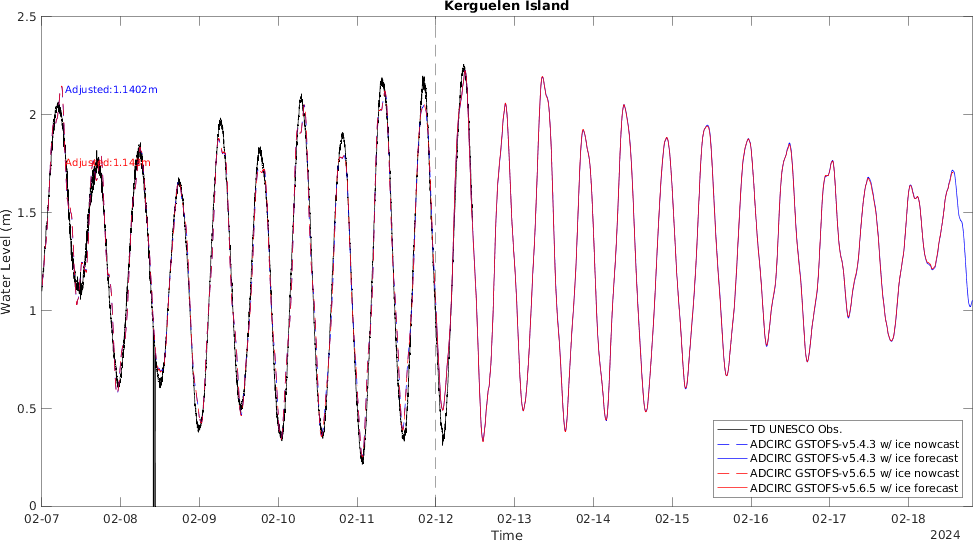 Kerguelen Island
2.5
2
1.5
1
0.5
0
Water Level (m)
Adjusted:1.1402m
02-07
02-08
02-09
02-10
02-11
02-12
02-13
02-14
02-15
02-16
02-17
02-18
Time
2024
TD UNESCO Obs.
ADCIRC GSTOFS-v5.4.3 w/ ice nowcast
ADCIRC GSTOFS-v5.4.3 w/ ice forecast
ADCIRC GSTOFS-v5.6.5 w/ ice nowcast
ADCIRC GSTOFS-v5.6.5 w/ ice forecast